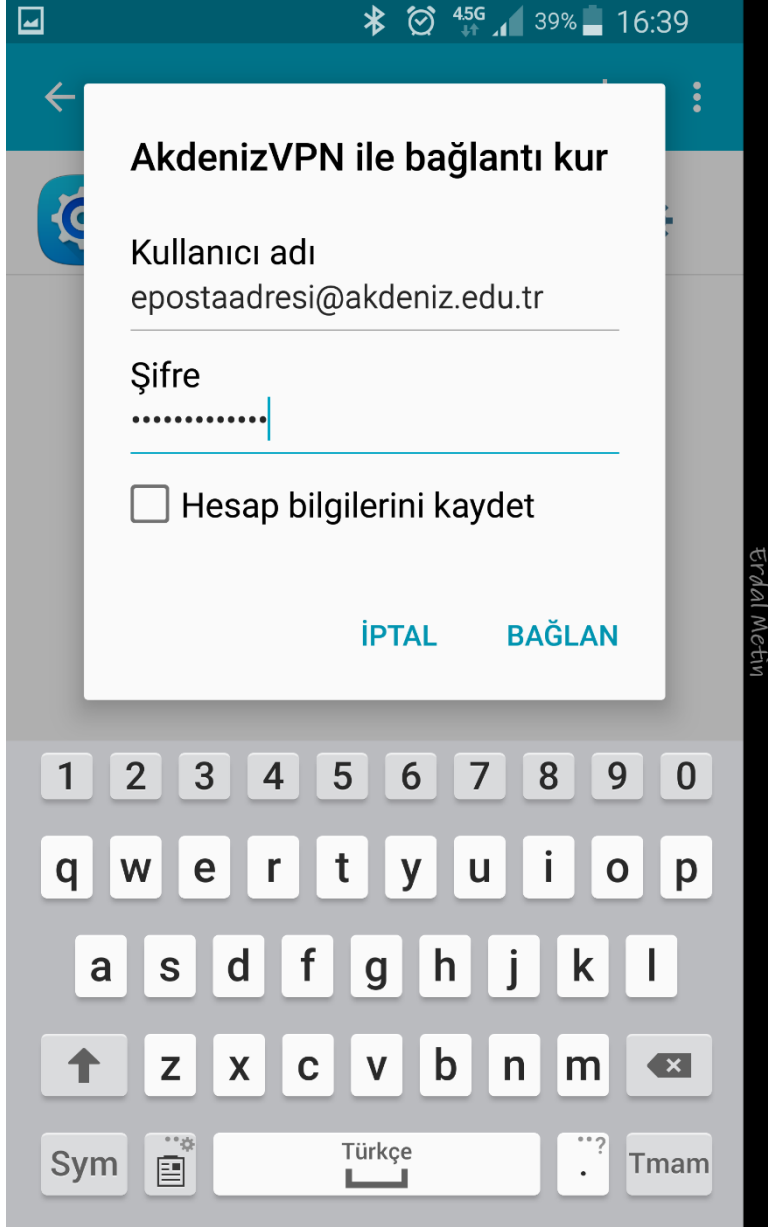 4.5G 39% 16:39
AkdenizVPN ile bağlantı kur
Kullanıcı adı
epostaadresi@akdeniz.edu.tr
Şifre
•••••••••••••
Hesap bilgilerini kaydet
İPTAL BAĞLAN
Erdal Metin
1 2 3 4 5 6 7 8 9 0
q w e r t y u i o p
a s d f g h j k l
z x c v b n m
Sym Türkçe . ? Tmam